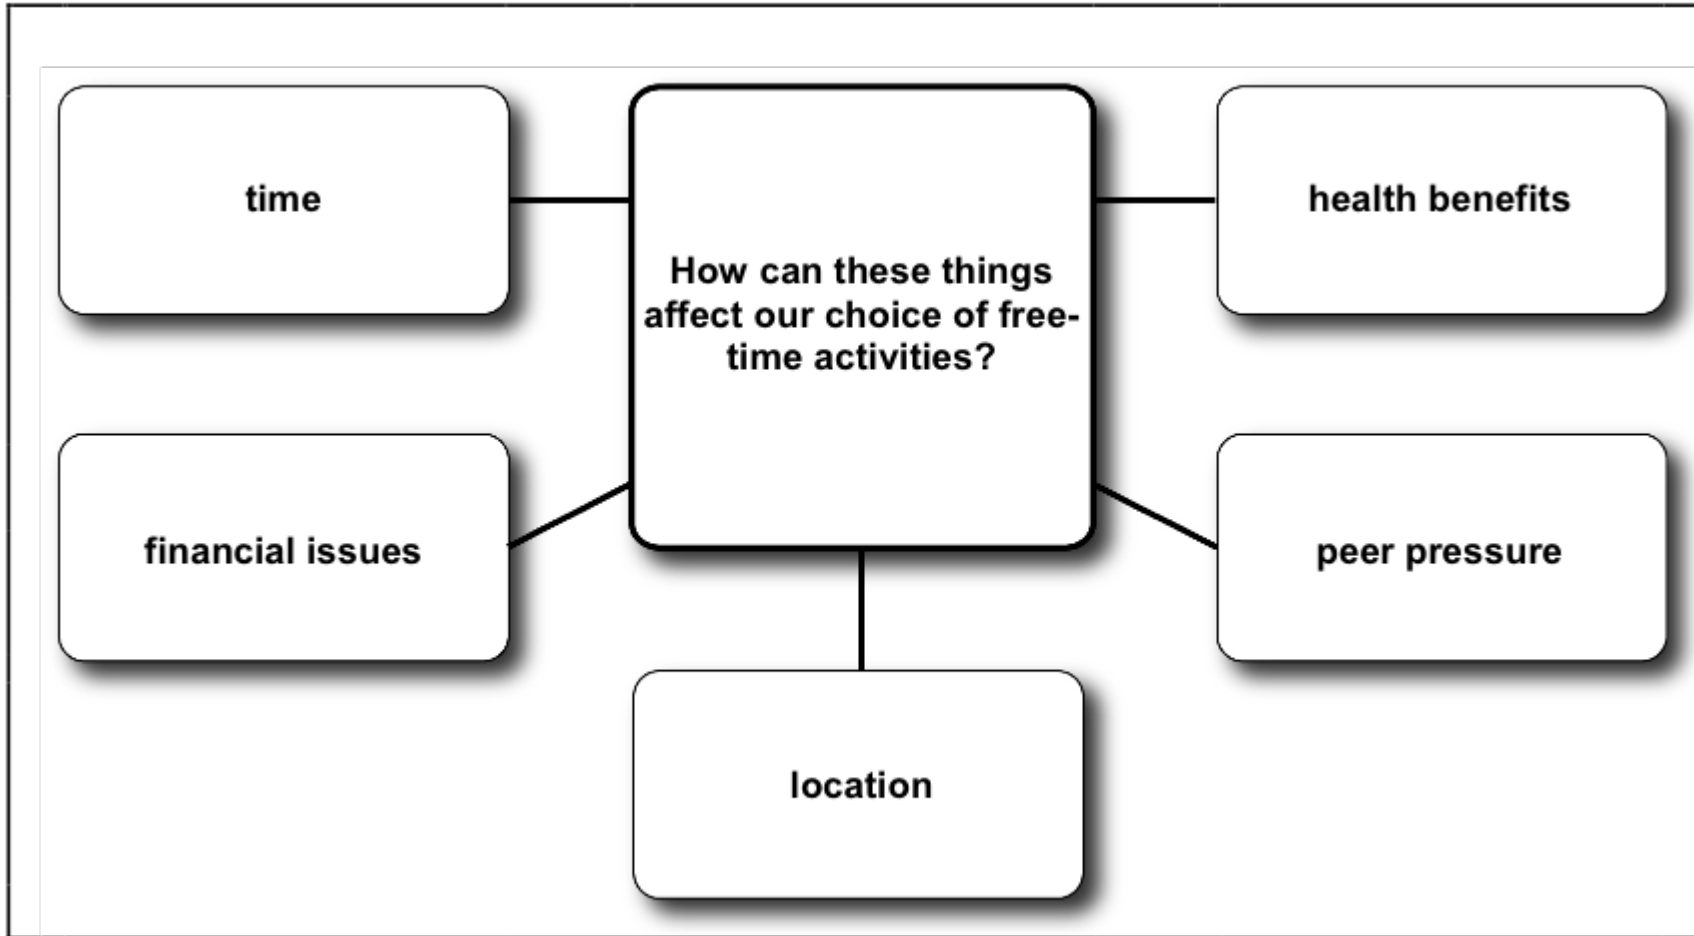 time
How can these things
affect our choice of free-
time activities?
health benefits
financial issues
peer pressure
location